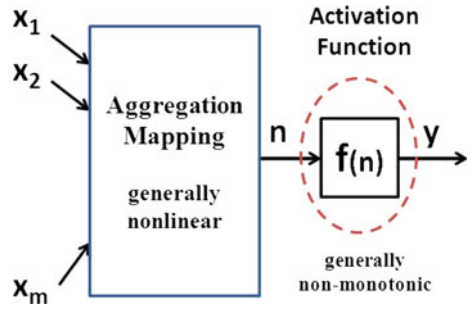 x1
x2
xm
Aggregation
Mapping
generally
nonlinear
n
Activation
Function
f(n)
y
generally
non-monotonic